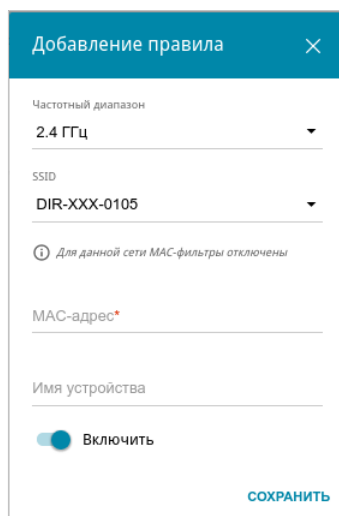 Добавление правила
Частотный диапазон
2.4 ГГц
SSID
DIR-XXX-0105
Для данной сети MAC-фильтры отключены
MAC-адрес*
Имя устройства
Включить
СОХРАНИТЬ